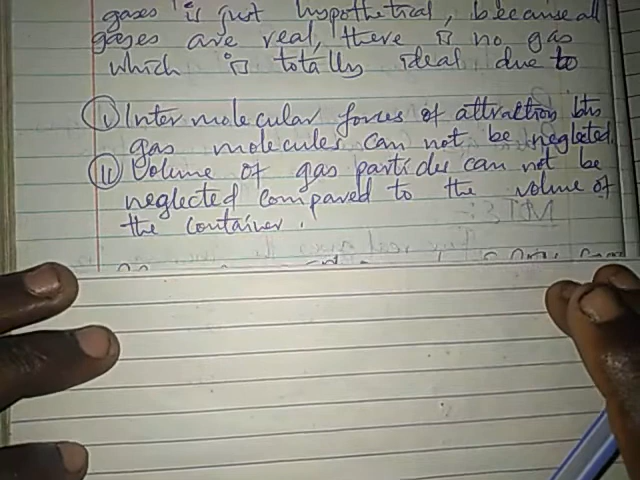 gases is just hypothetical, because all
gases are real, there is no gas
which is totally ideal due to
(i) Inter molecular forces of attraction btn
gas molecules can not be neglected
(ii) Volume of gas particles can not be
neglected compared to the volume of
the container.